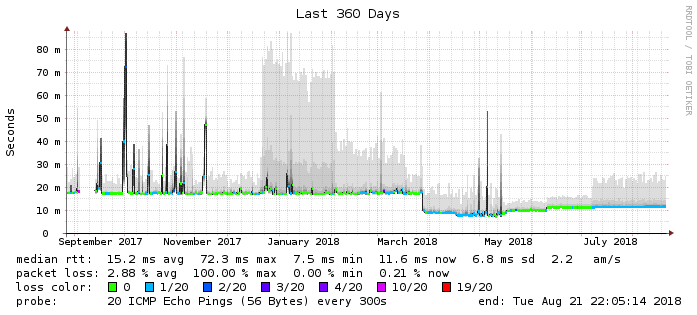 Last 360 Days
RRDTOOL / TOBI OETIKER
Seconds
80 m
70 m
60 m
50 m
40 m
30 m
20 m
10 m
0
September 2017 November 2017 January 2018 March 2018 May 2018 July 2018
median rtt: 15.2 ms avg 72.3 ms max 7.5 ms min 11.6 ms now 6.8 ms sd 2.2 am/s
packet loss: 2.88 % avg 100.00 % max 0.00 % min 0.21 % now
loss color: 0 1/20 2/20 3/20 4/20 10/20 19/20
probe: 20 ICMP Echo Pings (56 Bytes) every 300s end: Tue Aug 21 22:05:14 2018